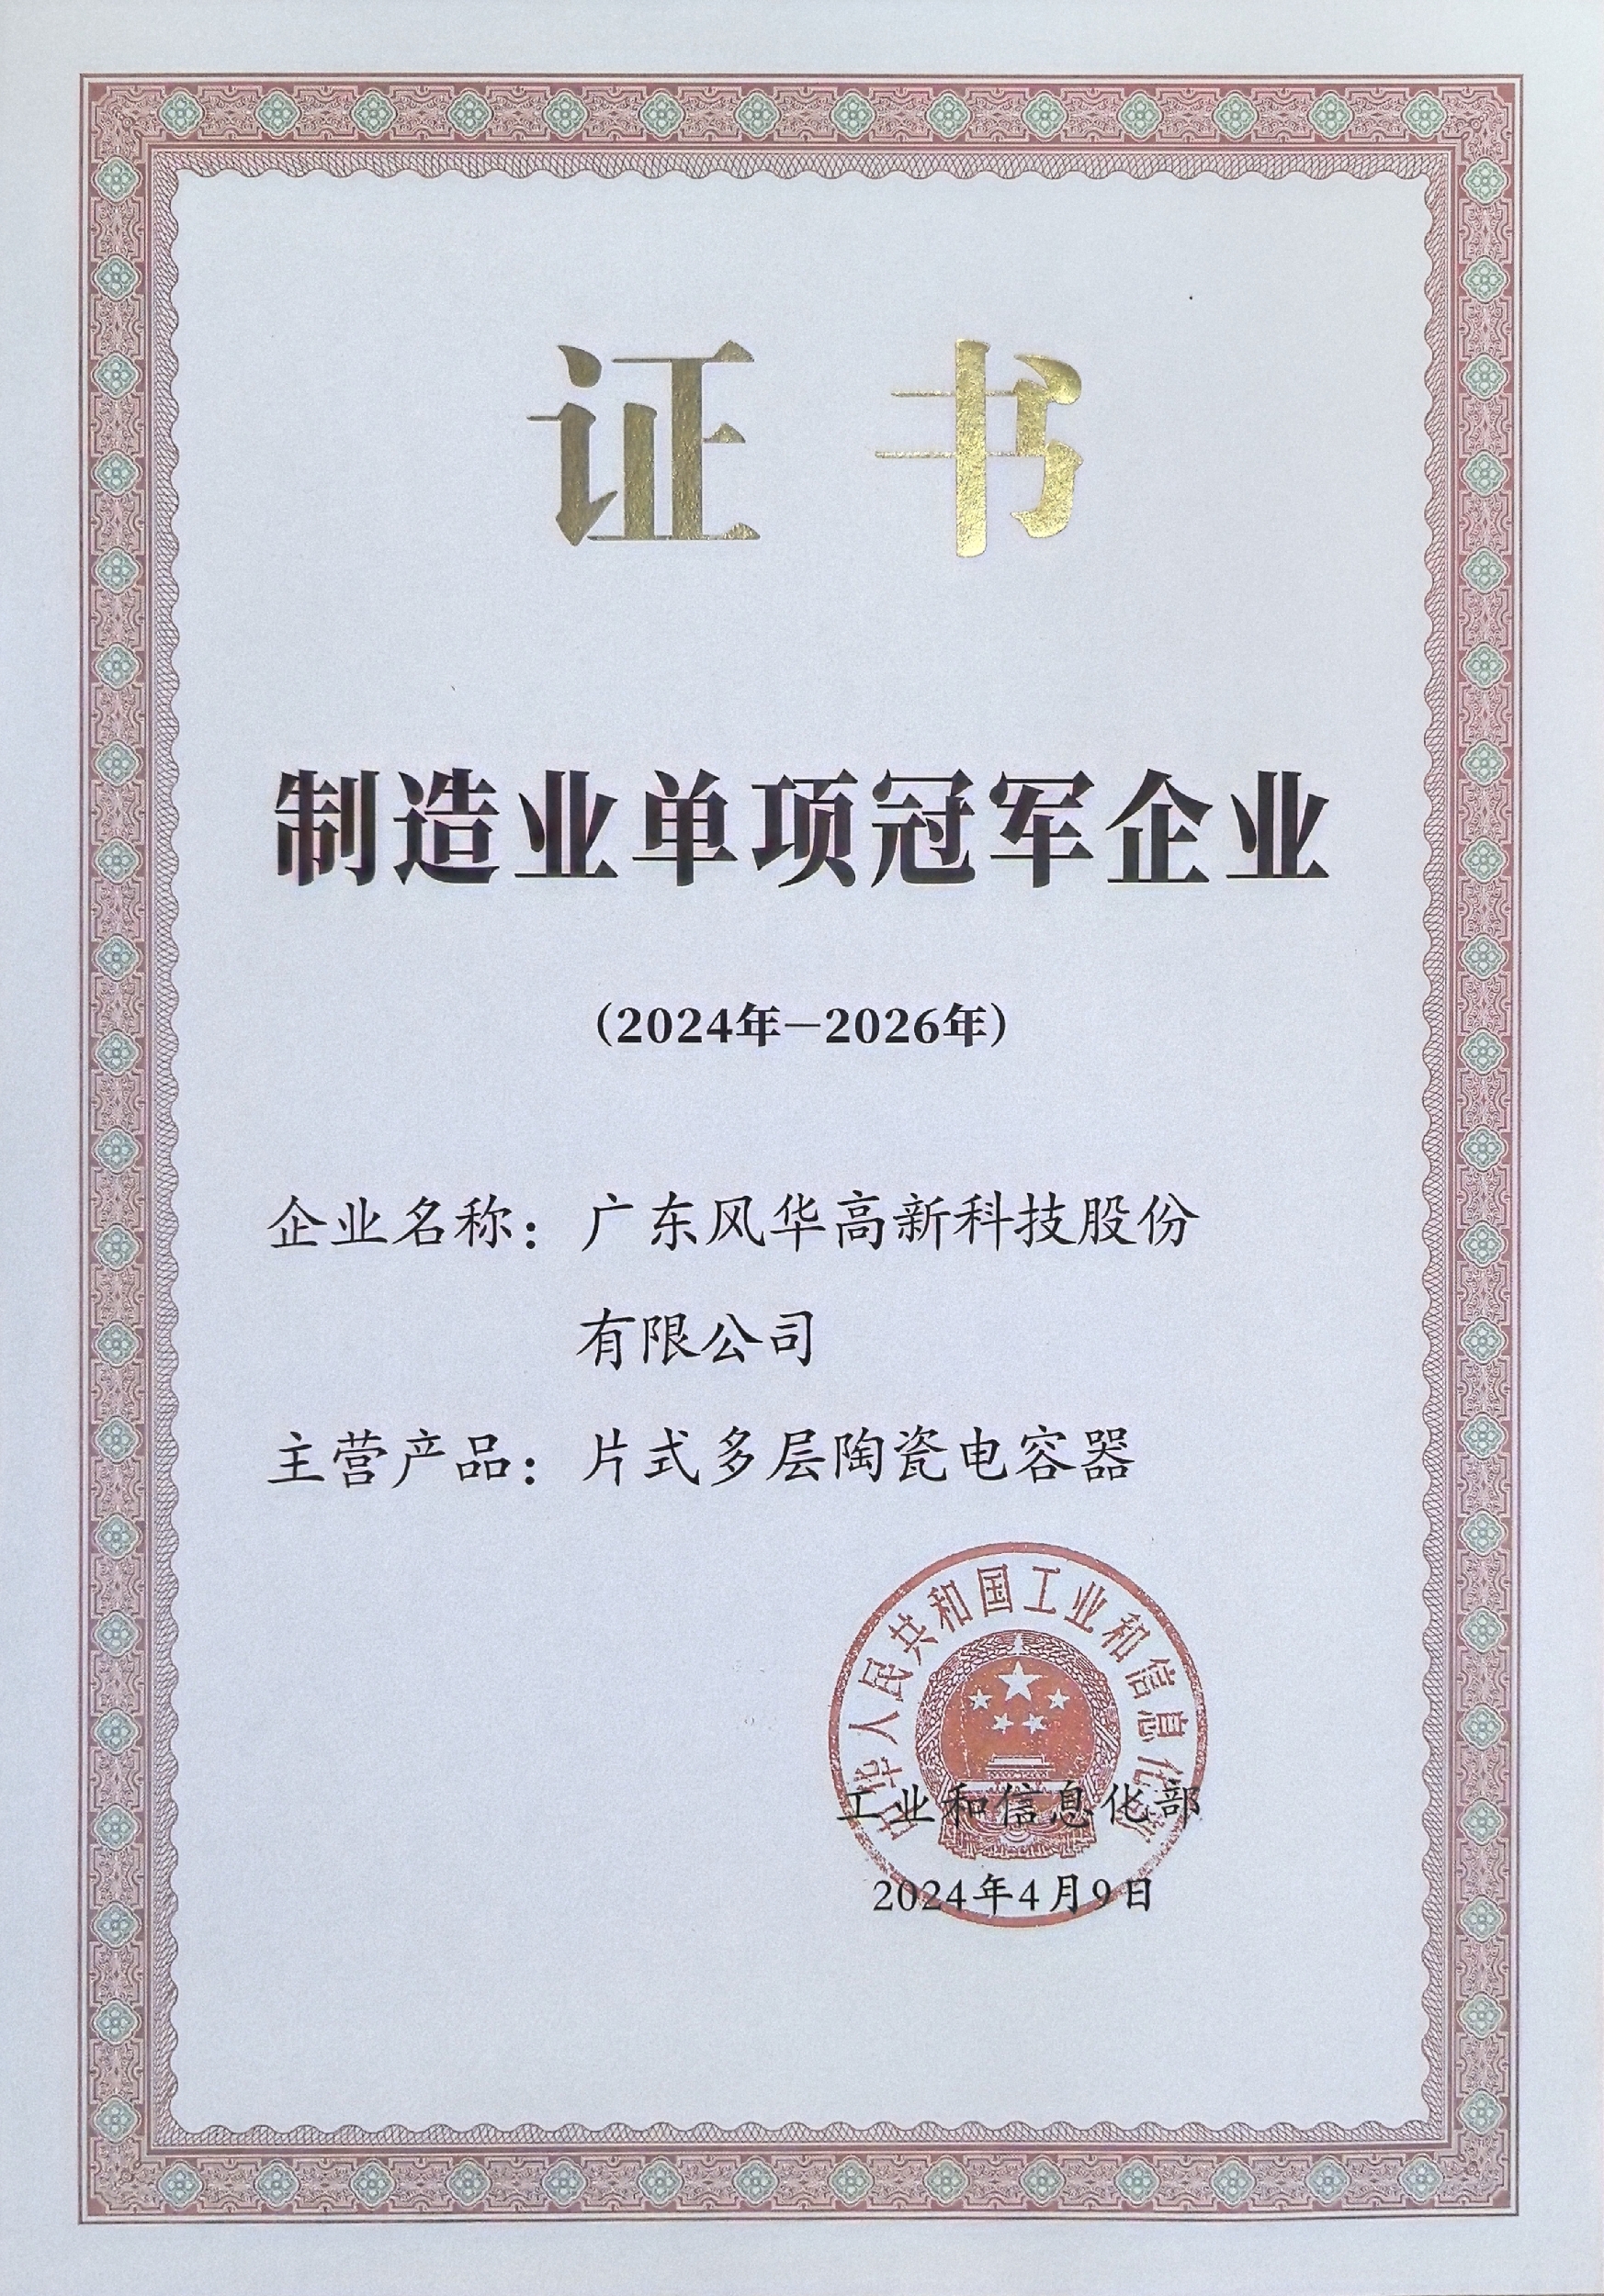 证书
制造业单项冠军企业
(2024年—2026年)
企业名称：广东风华高新科技股份
有限公司
主营产品：片式多层陶瓷电容器
中华人民共和国工业和信息化部
工业和信息化部
2024年4月9日